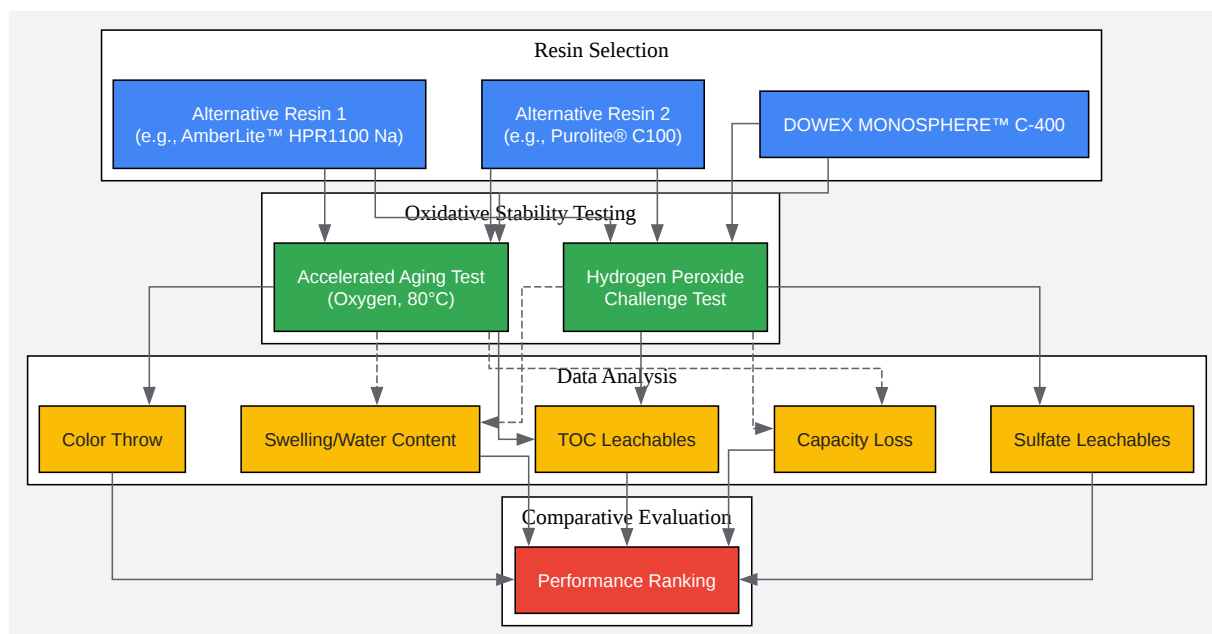 Resin Selection
Alternative Resin 1
(e.g., AmberLite™ HPR1100 Na)
Alternative Resin 2
(e.g., Purolite® C100)
DOWEX MONOSPHERE™ C-400
Oxidative Stability Testing
Accelerated Aging Test
(Oxygen, 80°C)
Hydrogen Peroxide
Challenge Test
Data Analysis
Color Throw
Swelling/Water Content
TOC Leachables
Capacity Loss
Sulfate Leachables
Comparative Evaluation
Performance Ranking